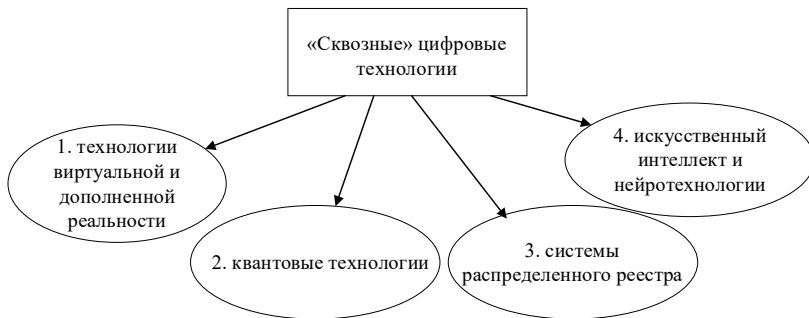 «Сквозные» цифровые
технологии
1. технологии
виртуальной и
дополненной
реальности
2. квантовые технологии
3. системы
распределенного реестра
4. искусственный
интеллект и
нейротехнологии